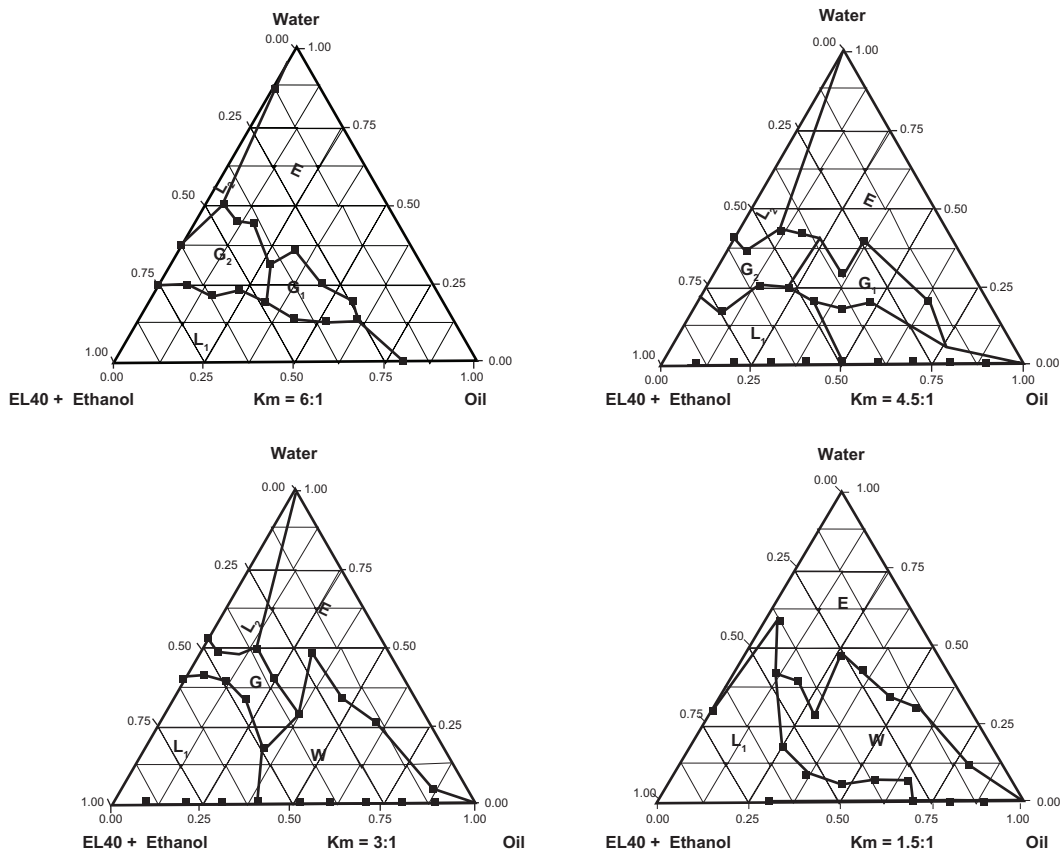 Water
0.00 1.00
0.25 0.75
E
L2
0.50 0.50
G2
0.75 G1 0.25
L1
1.00 0.00
0.00 0.25 0.50 0.75 1.00
EL40 + Ethanol Km = 6:1 Oil
Water
0.00 1.00
0.25 0.75
E
0.50 L2 0.50
G2 G1
0.75 0.25
L1
1.00 0.00
0.00 0.25 0.50 0.75 1.00
EL40 + Ethanol Km = 4.5:1 Oil
Water
0.00 1.00
0.25 0.75
E
L2
0.50 0.50
G
0.75 0.25
L1 W
1.00 0.00
0.00 0.25 0.50 0.75 1.00
EL40 + Ethanol Km = 3:1 Oil
Water
0.00 1.00
0.25 0.75
E
0.50 0.50
0.75 0.25
L1 W
1.00 0.00
0.00 0.25 0.50 0.75 1.00
EL40 + Ethanol Km = 1.5:1 Oil